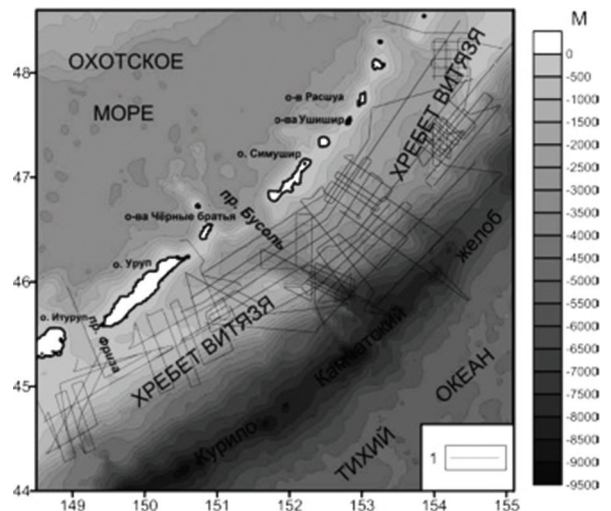 М
48
47
46
45
44
149
150
151
152
153
154
155
ОХОТСКОЕ
МОРЕ
о-в Расшуа
о-ва Ушишир
о. Симушир
пр. Буссоль
о-ва Чёрные братья
о. Уруп
о. Итуруп
пр. Фриза
ХРЕБЕТ ВИТЯЗЯ
ХРЕБЕТ ВИТЯЗЯ
Курило
Камчатский
желоб
ТИХИЙ
ОКЕАН
1
0
-500
-1000
-1500
-2000
-2500
-3000
-3500
-4000
-4500
-5000
-5500
-6000
-6500
-7000
-7500
-8000
-8500
-9000
-9500